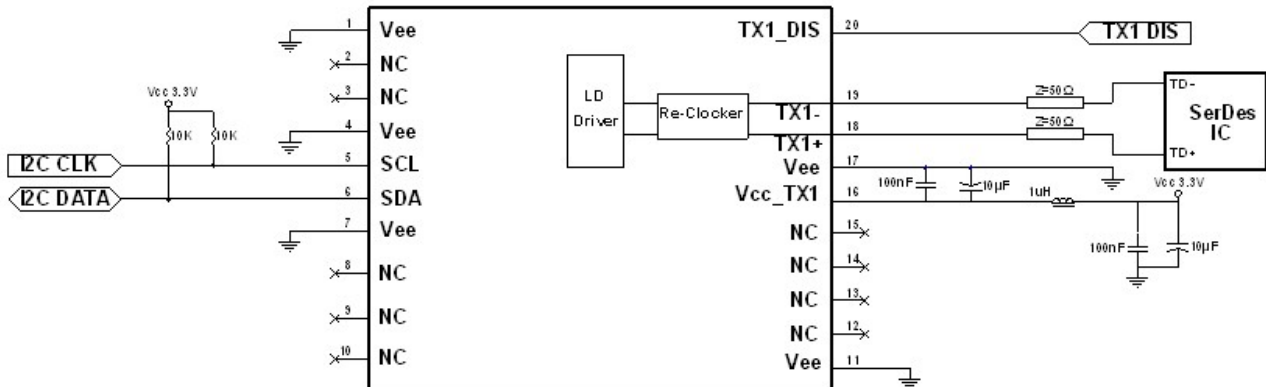 1 Vee
2 NC
3 NC
4 Vee
5 SCL
6 SDA
7 Vee
8 NC
9 NC
10 NC
Vcc 3.3V
10K 10K
I2C CLK
I2C DATA
LD
Driver
Re-Clocker
TX1_DIS 20
TX1 DIS
19
TX1-
18
TX1+
Vee 17
Vcc_TX1 16
NC 15
NC 14
NC 13
NC 12
Vee 11
Z=50Ω
Z=50Ω
TD-
SerDes
IC
TD+
100nF 10µF
1uH
Vcc 3.3V
100nF 10µF